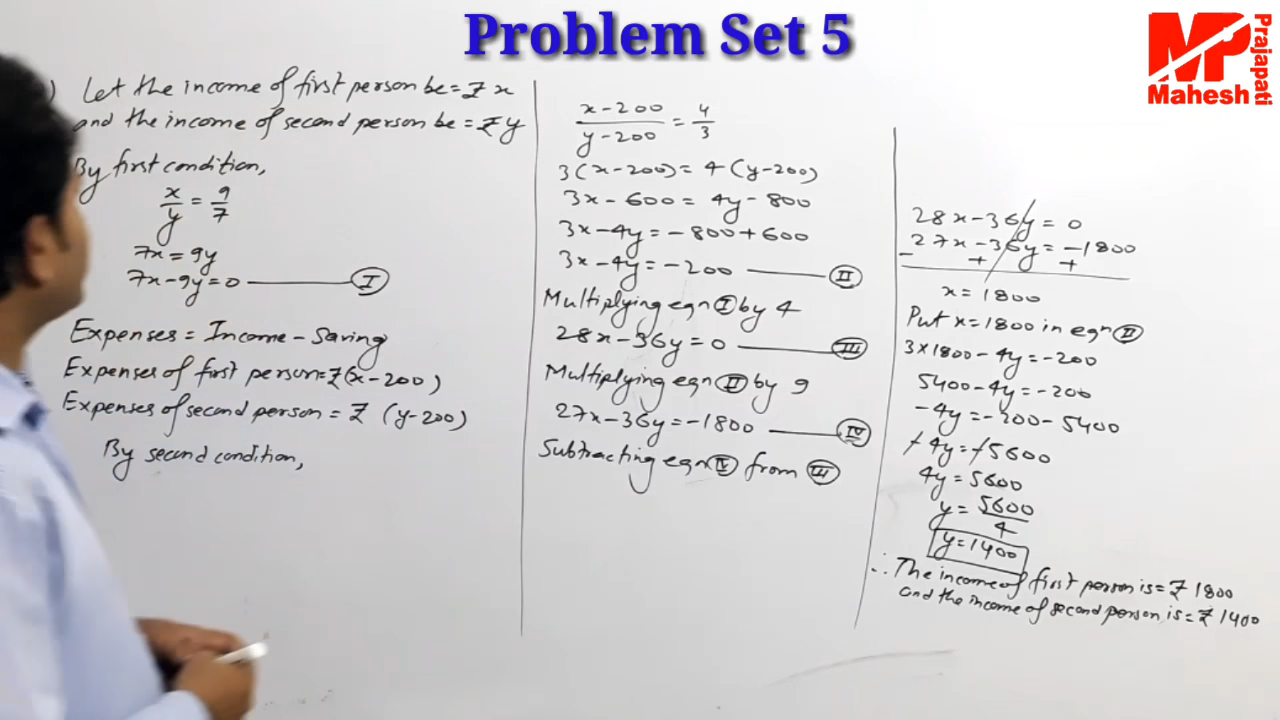 Problem Set 5
MP
Mahesh
Prajapati
) Let the income of first person be = ₹ x
and the income of second person be = ₹ y
By first condition,
x/y = 9/7
7x = 9y
7x - 9y = 0 ——— I
Expenses = Income - Saving
Expenses of first person = ₹ (x - 200)
Expenses of second person = ₹ (y - 200)
By second condition,
x - 200 / y - 200 = 4/3
3(x - 200) = 4(y - 200)
3x - 600 = 4y - 800
3x - 4y = - 800 + 600
3x - 4y = - 200 ——— II
Multiplying eqn I by 4
28x - 36y = 0 ——— III
Multiplying eqn II by 9
27x - 36y = - 1800 ——— IV
Subtracting eqn IV from III
28x - 36y = 0
27x - 36y = - 1800
- + +
x = 1800
Put x = 1800 in eqn II
3 x 1800 - 4y = - 200
5400 - 4y = - 200
- 4y = - 200 - 5400
- 4y = - 5600
4y = 5600
y = 5600/4
y = 1400
∴ The income of first person is = ₹ 1800
and the income of second person is = ₹ 1400